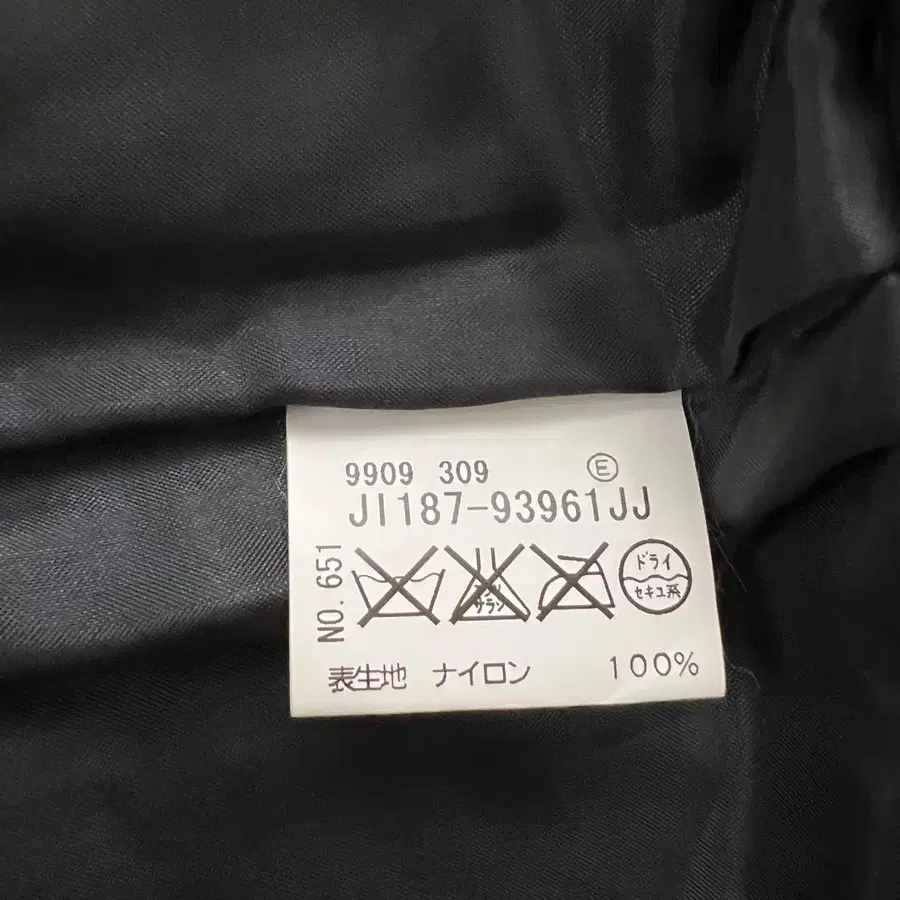 9909 309 Ⓔ
JI187-93961JJ
NO.651
サラシ
ドライ
セキユ系
表生地 ナイロン 100%